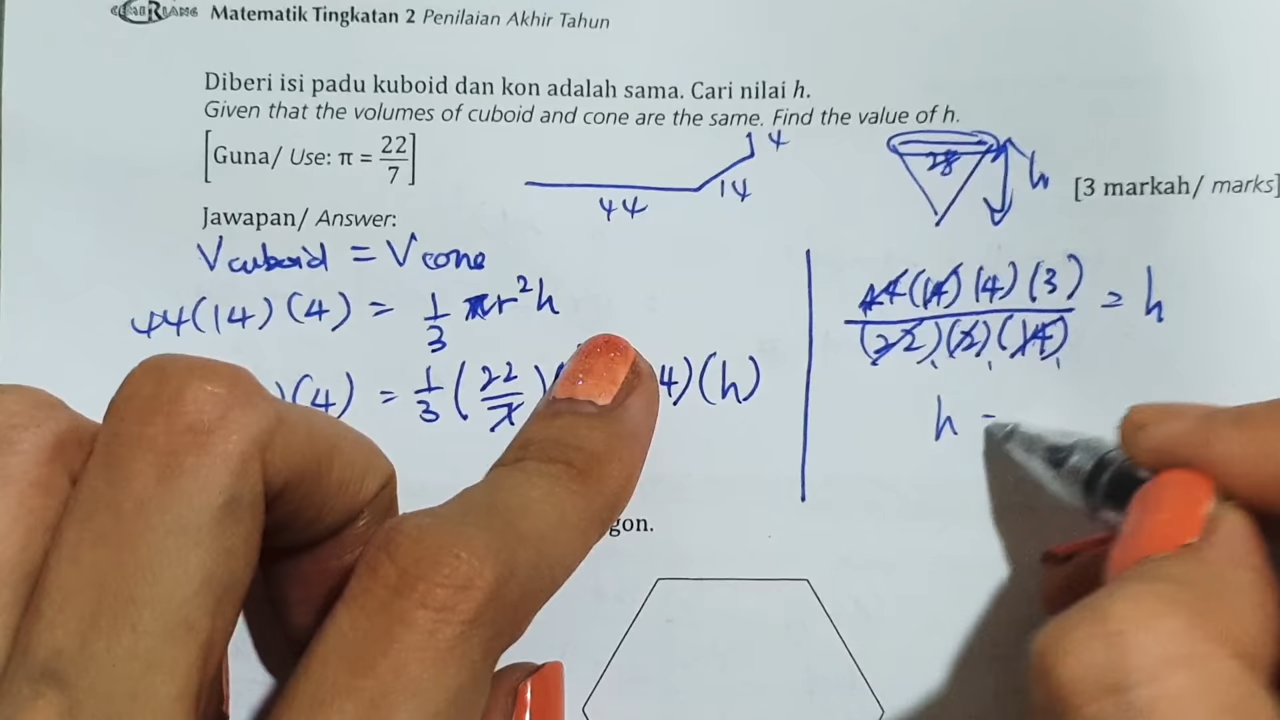 CEMERLANG Matematik Tingkatan 2 Penilaian Akhir Tahun
Diberi isi padu kuboid dan kon adalah sama. Cari nilai h.
Given that the volumes of cuboid and cone are the same. Find the value of h.
[Guna/ Use: π = 22/7]
44
14
4
28
h
[3 markah/ marks]
Jawapan/ Answer:
V cuboid = V cone
44(14)(4) = 1/3 πr²h
)(4) = 1/3 (22/7)( 4)(h)
44(14)(4)(3)/(22)(2)(14) = h
h =
gon.